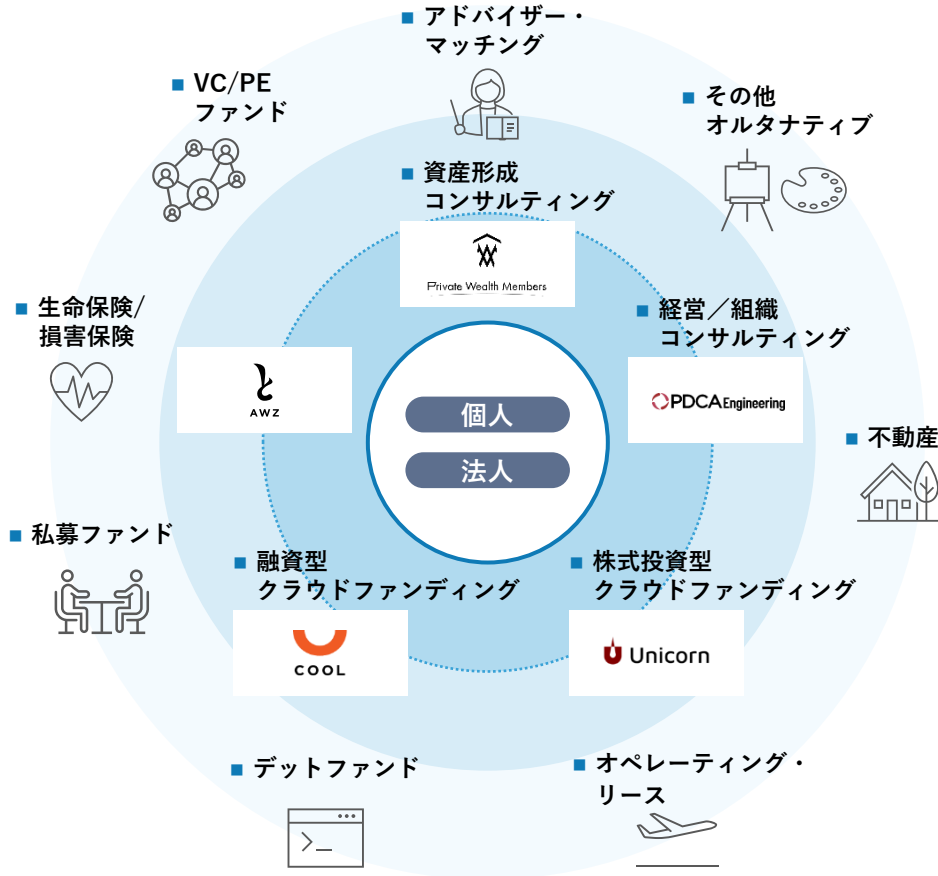 アドバイザー・
マッチング
VC/PE
ファンド
その他
オルタナティブ
資産形成
コンサルティング
Private Wealth Members
生命保険/
損害保険
経営／組織
コンサルティング
AWZ
PDCA Engineering
個人
法人
不動産
私募ファンド
融資型
クラウドファンディング
株式投資型
クラウドファンディング
COOL
Unicorn
デットファンド
オペレーティング・
リース
>_